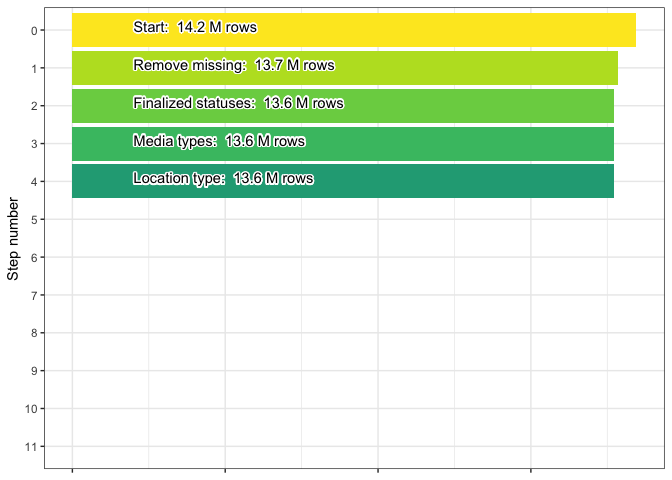 0
Start:  14.2 M rows
1
Remove missing:  13.7 M rows
2
Finalized statuses:  13.6 M rows
3
Media types:  13.6 M rows
4
Location type:  13.6 M rows
5
6
7
8
9
10
11
Step number